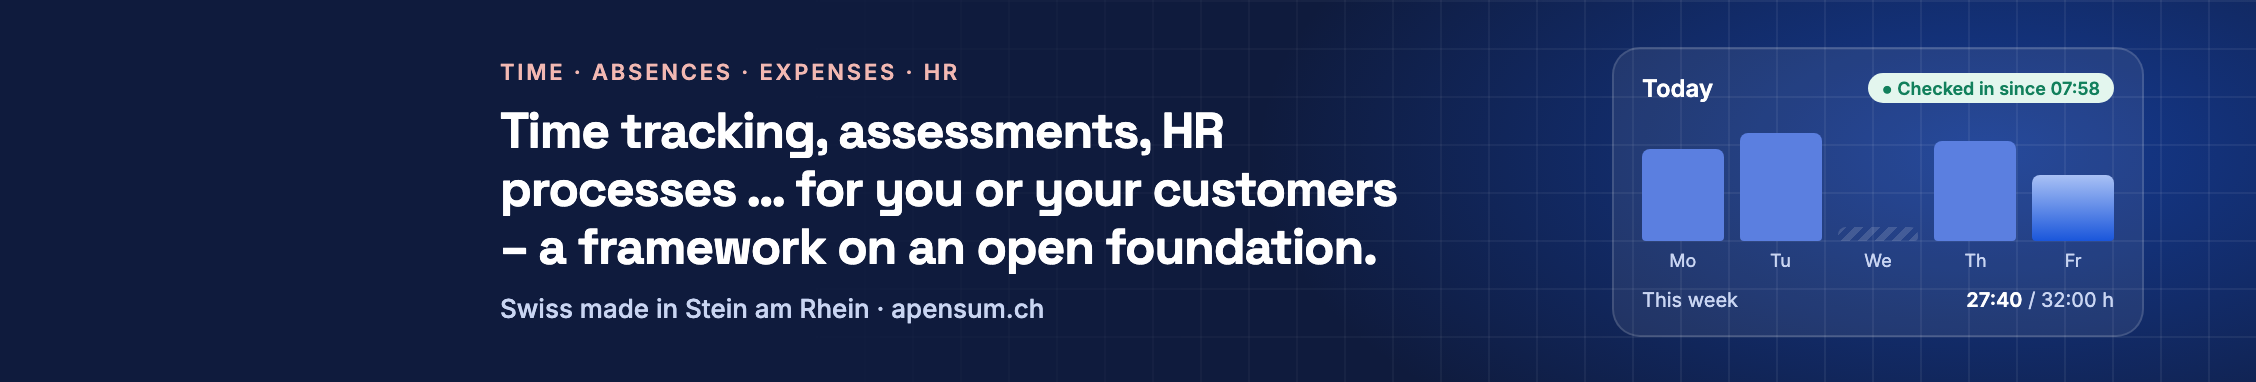 TIME · ABSENCES · EXPENSES · HR
Time tracking, assessments, HR
processes ... for you or your customers
– a framework on an open foundation.
Swiss made in Stein am Rhein · apensum.ch
Today
● Checked in since 07:58
Mo Tu We Th Fr
This week 27:40 / 32:00 h